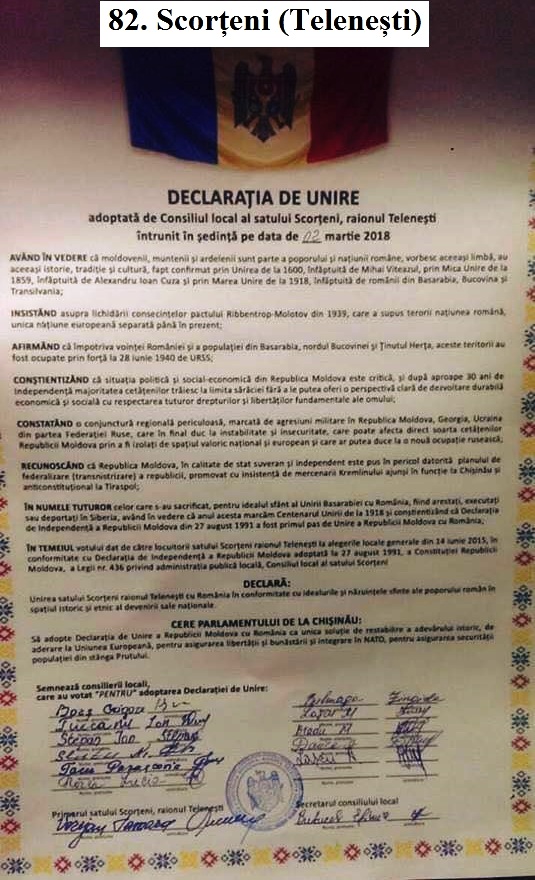 82. Scorțeni (Telenești)
DECLARAȚIA DE UNIRE
adoptată de Consiliul local al satului Scorțeni, raionul Telenești
întrunit în ședință pe data de 02 martie 2018
AVÂND ÎN VEDERE că moldovenii, muntenii și ardelenii sunt parte a poporului și națiunii române, vorbesc aceeași limbă, au
aceeași istorie, tradiție și cultură, fapt confirmat prin Unirea de la 1600, înfăptuită de Mihai Viteazul, prin Mica Unire de la
1859, înfăptuită de Alexandru Ioan Cuza și prin Marea Unire de la 1918, înfăptuită de românii din Basarabia, Bucovina și
Transilvania;
INSISTÂND asupra lichidării consecințelor pactului Ribbentrop-Molotov din 1939, care a supus terorii națiunea română,
unica națiune europeană separată până în prezent;
AFIRMÂND că împotriva voinței României și a populației din Basarabia, nordul Bucovinei și Ținutul Herța, aceste teritorii au
fost ocupate prin forță la 28 iunie 1940 de URSS;
CONȘTIENTIZÂND că situația politică și social-economică din Republica Moldova este critică, și după aproape 30 ani de
Independență majoritatea cetățenilor trăiesc la limita sărăciei fără a le putea oferi o perspectivă clară de dezvoltare durabilă
economică și socială cu respectarea tuturor drepturilor și libertăților fundamentale ale omului;
CONSTATÂND o conjunctură regională periculoasă, marcată de agresiuni militare în Republica Moldova, Georgia, Ucraina
din partea Federației Ruse, care în final duc la instabilitate și insecuritate, care poate afecta direct soarta cetățenilor
Republicii Moldova prin a fi izolați de spațiul valoric național și european și care ar putea duce la o nouă ocupație rusească;
RECUNOSCÂND că Republica Moldova, în calitate de stat suveran și independent este pus în pericol datorită planului de
federalizare (transnistrizare) a republicii, promovat cu insistență de mercenarii Kremlinului ajunși în funcție la Chișinău și
anticonstituțional la Tiraspol;
ÎN NUMELE TUTUROR celor care s-au sacrificat, pentru idealul sfânt al Unirii Basarabiei cu România, fiind arestați, executați
sau deportați în Siberia, având în vedere că anul acesta marcăm Centenarul Unirii de la 1918 și conștientizând că Declarația
de Independență a Republicii Moldova din 27 august 1991 a fost primul pas de Unire a Republicii Moldova cu România;
ÎN TEMEIUL votului dat de către locuitorii satului Scorțeni raionul Telenești la alegerile locale generale din 14 iunie 2015, în
conformitate cu Declarația de Independență a Republicii Moldova adoptată la 27 august 1991, a Constituției Republicii
Moldova, a Legii nr. 436 privind administrația publică locală, Consiliul local al satului Scorțeni
DECLARĂ:
Unirea satului Scorțeni raionul Telenești cu România în conformitate cu idealurile și năruințele sfinte ale poporului român în
spațiul istoric și etnic al devenirii sale naționale.
CERE PARLAMENTULUI DE LA CHIȘINĂU:
Să adopte Declarația de Unire a Republicii Moldova cu România ca unica soluție de restabilire a adevărului istoric, de
aderare la Uniunea Europeană, pentru asigurarea libertății și bunăstării și integrare în NATO, pentru asigurarea securității
populației din stânga Prutului.
Semnează consilierii locali,
care au votat "PENTRU" adoptarea Declarației de Unire:
Țurcanu Ion
Stepan Ion
Primarul satului Scorțeni, raionul Telenești
Secretarul consiliului local